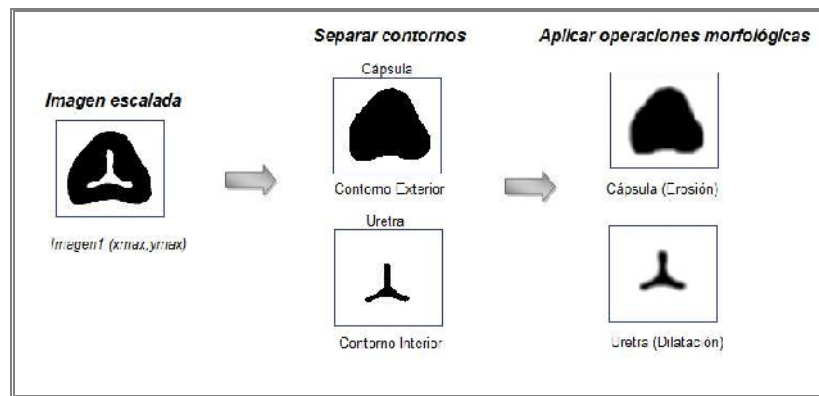 Separar contornos
Aplicar operaciones morfológicas
Cápsula
Imagen escalada
Contorno Exterior
Cápsula (Erosión)
Uretra
Imagen1 (xmax,ymax)
Contorno Interior
Uretra (Dilatación)